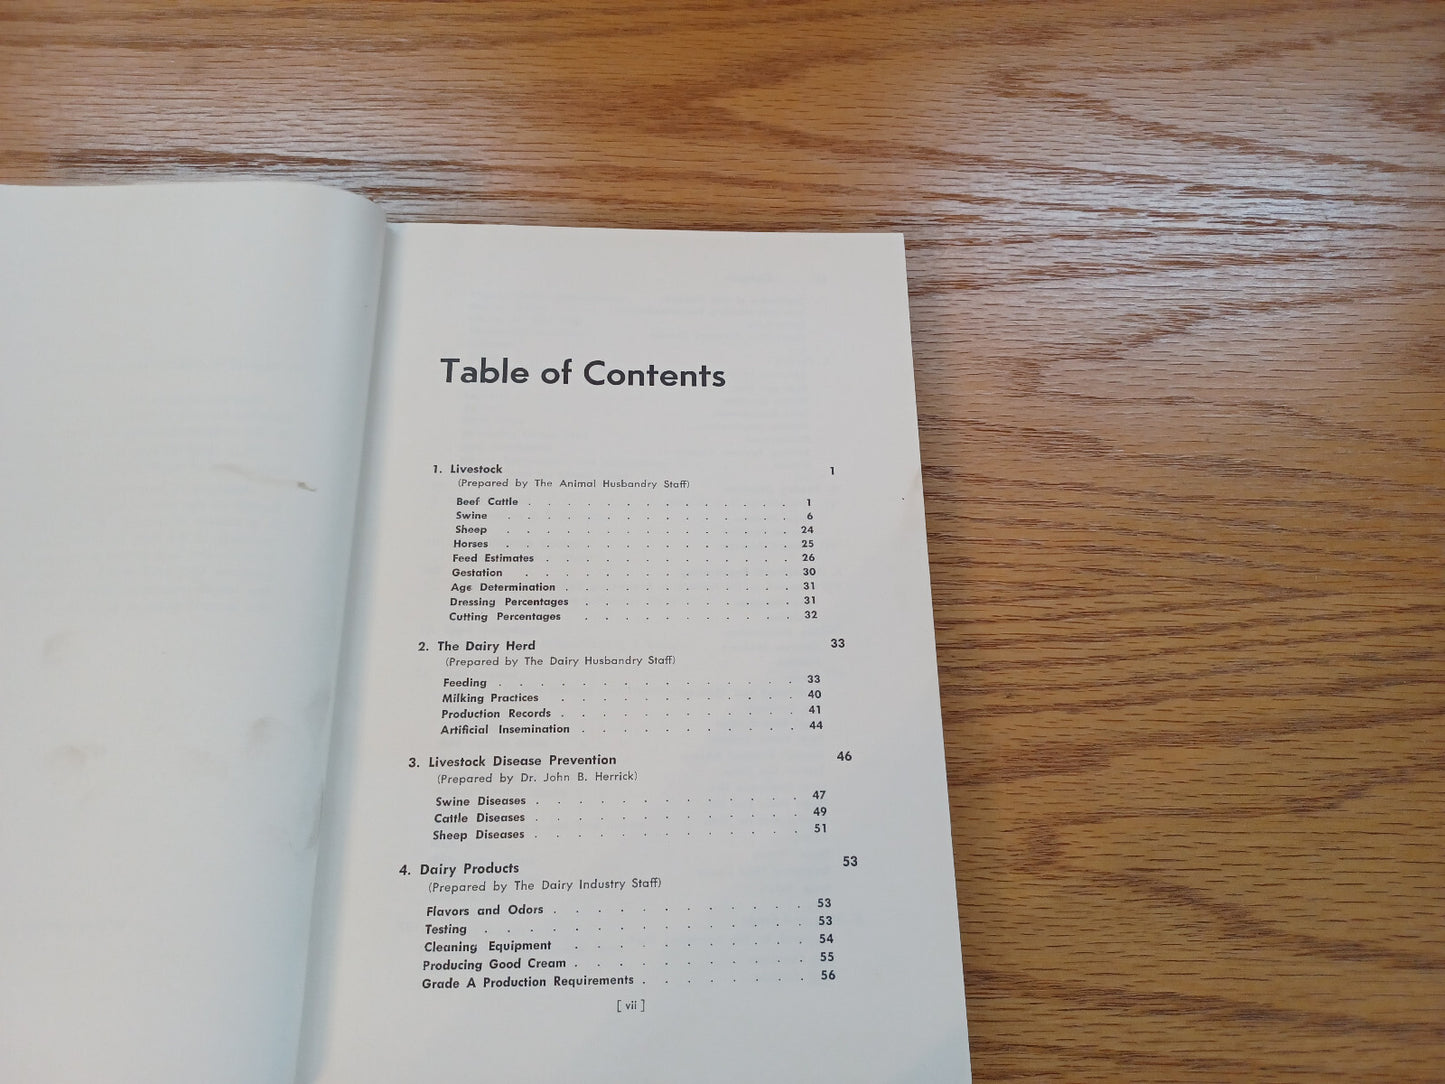 Table of Contents
1. Livestock 1
(Prepared by The Animal Husbandry Staff)
Beef Cattle . . . . . . . . . . . . . . 1
Swine . . . . . . . . . . . . . . . 6
Sheep . . . . . . . . . . . . . . . 24
Horses . . . . . . . . . . . . . . . 25
Feed Estimates . . . . . . . . . . . . . 26
Gestation . . . . . . . . . . . . . . 30
Age Determination . . . . . . . . . . . . 31
Dressing Percentages . . . . . . . . . . . 31
Cutting Percentages . . . . . . . . . . . 32
2. The Dairy Herd 33
(Prepared by The Dairy Husbandry Staff)
Feeding . . . . . . . . . . . . . . . 33
Milking Practices . . . . . . . . . . . . 40
Production Records . . . . . . . . . . . . 41
Artificial Insemination . . . . . . . . . . . 44
3. Livestock Disease Prevention 46
(Prepared by Dr. John B. Herrick)
Swine Diseases . . . . . . . . . . . . . 47
Cattle Diseases . . . . . . . . . . . . . 49
Sheep Diseases . . . . . . . . . . . . . 51
4. Dairy Products 53
(Prepared by The Dairy Industry Staff)
Flavors and Odors . . . . . . . . . . . . 53
Testing . . . . . . . . . . . . . . . 53
Cleaning Equipment . . . . . . . . . . . 54
Producing Good Cream . . . . . . . . . . . 55
Grade A Production Requirements . . . . . . . . 56
[ vii ]